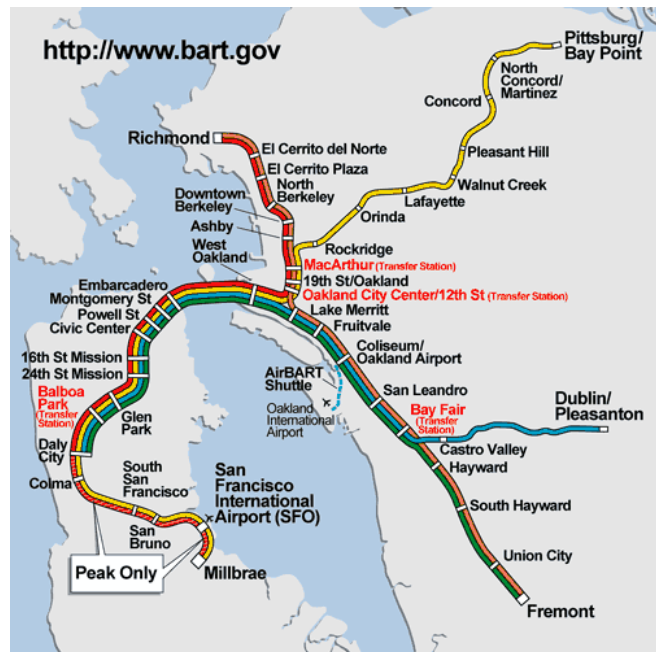 http://www.bart.gov
Pittsburg/
Bay Point
North
Concord/
Martinez
Concord
Richmond
El Cerrito del Norte
Pleasant Hill
El Cerrito Plaza
North
Berkeley
Walnut Creek
Downtown
Berkeley
Lafayette
Orinda
Ashby
West
Oakland
Rockridge
MacArthur (Transfer Station)
19th St/Oakland
Oakland City Center/12th St (Transfer Station)
Embarcadero
Montgomery St
Powell St
Civic Center
Lake Merritt
Fruitvale
Coliseum/
Oakland Airport
16th St Mission
24th St Mission
AirBART
Shuttle
Oakland
International
Airport
San Leandro
Balboa
Park
(Transfer
Station)
Glen
Park
Bay Fair
(Transfer
Station)
Dublin/
Pleasanton
Castro Valley
Hayward
Daly
City
Colma
South
San
Francisco
San
Francisco
International
Airport (SFO)
South Hayward
San
Bruno
Union City
Peak Only
Millbrae
Fremont